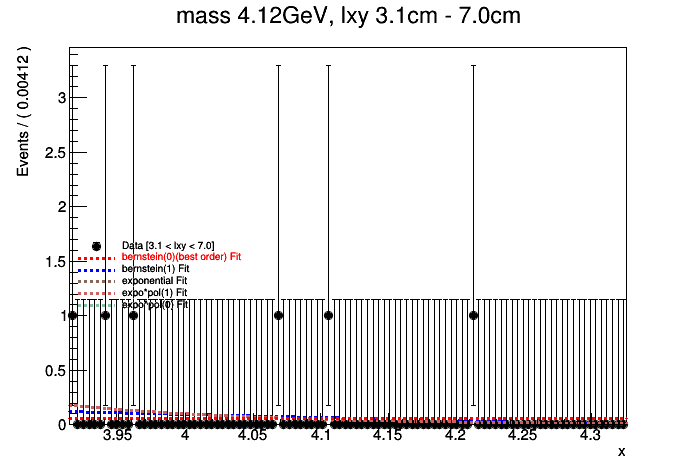 mass 4.12GeV, lxy 3.1cm - 7.0cm
Events / ( 0.00412 )
3
2.5
2
1.5
1
0.5
0
Data [3.1 < lxy < 7.0]
bernstein(0)(best order) Fit
bernstein(1) Fit
exponential Fit
expo*pol(1) Fit
expo*pol(0) Fit
3.95 4 4.05 4.1 4.15 4.2 4.25 4.3
x